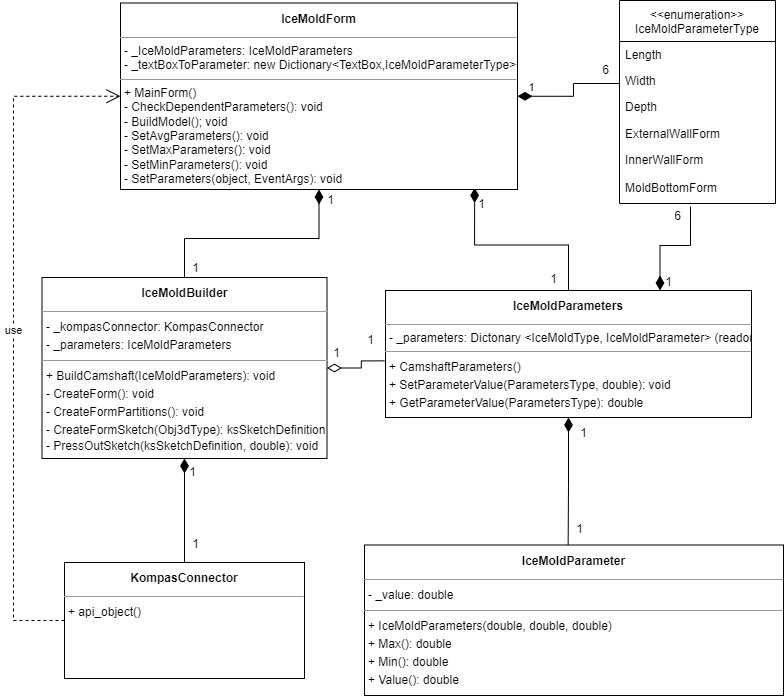 IceMoldForm
- _IceMoldParameters: IceMoldParameters
- _textBoxToParameter: new Dictionary<TextBox,IceMoldParameterType>
+ MainForm()
- CheckDependentParameters(): void
- BuildModel(); void
- SetAvgParameters(): void
- SetMaxParameters(): void
- SetMinParameters(): void
- SetParameters(object, EventArgs): void
1
6
<<enumeration>>
IceMoldParameterType
Length
Width
Depth
ExternalWallForm
InnerWallForm
MoldBottomForm
1
1
6
1
1
1
use
IceMoldBuilder
- _kompasConnector: KompasConnector
- _parameters: IceMoldParameters
+ BuildCamshaft(IceMoldParameters): void
- CreateForm(): void
- CreateFormPartitions(): void
- CreateFormSketch(Obj3dType): ksSketchDefinition
- PressOutSketch(ksSketchDefinition, double): void
1
1
IceMoldParameters
- _parameters: Dictonary <IceMoldType, IceMoldParameter> (reador
+ CamshaftParameters()
+ SetParameterValue(ParametersType, double): void
+ GetParameterValue(ParametersType): double
1
1
1
1
KompasConnector
+ api_object()
IceMoldParameter
- _value: double
+ IceMoldParameters(double, double, double)
+ Max(): double
+ Min(): double
+ Value(): double